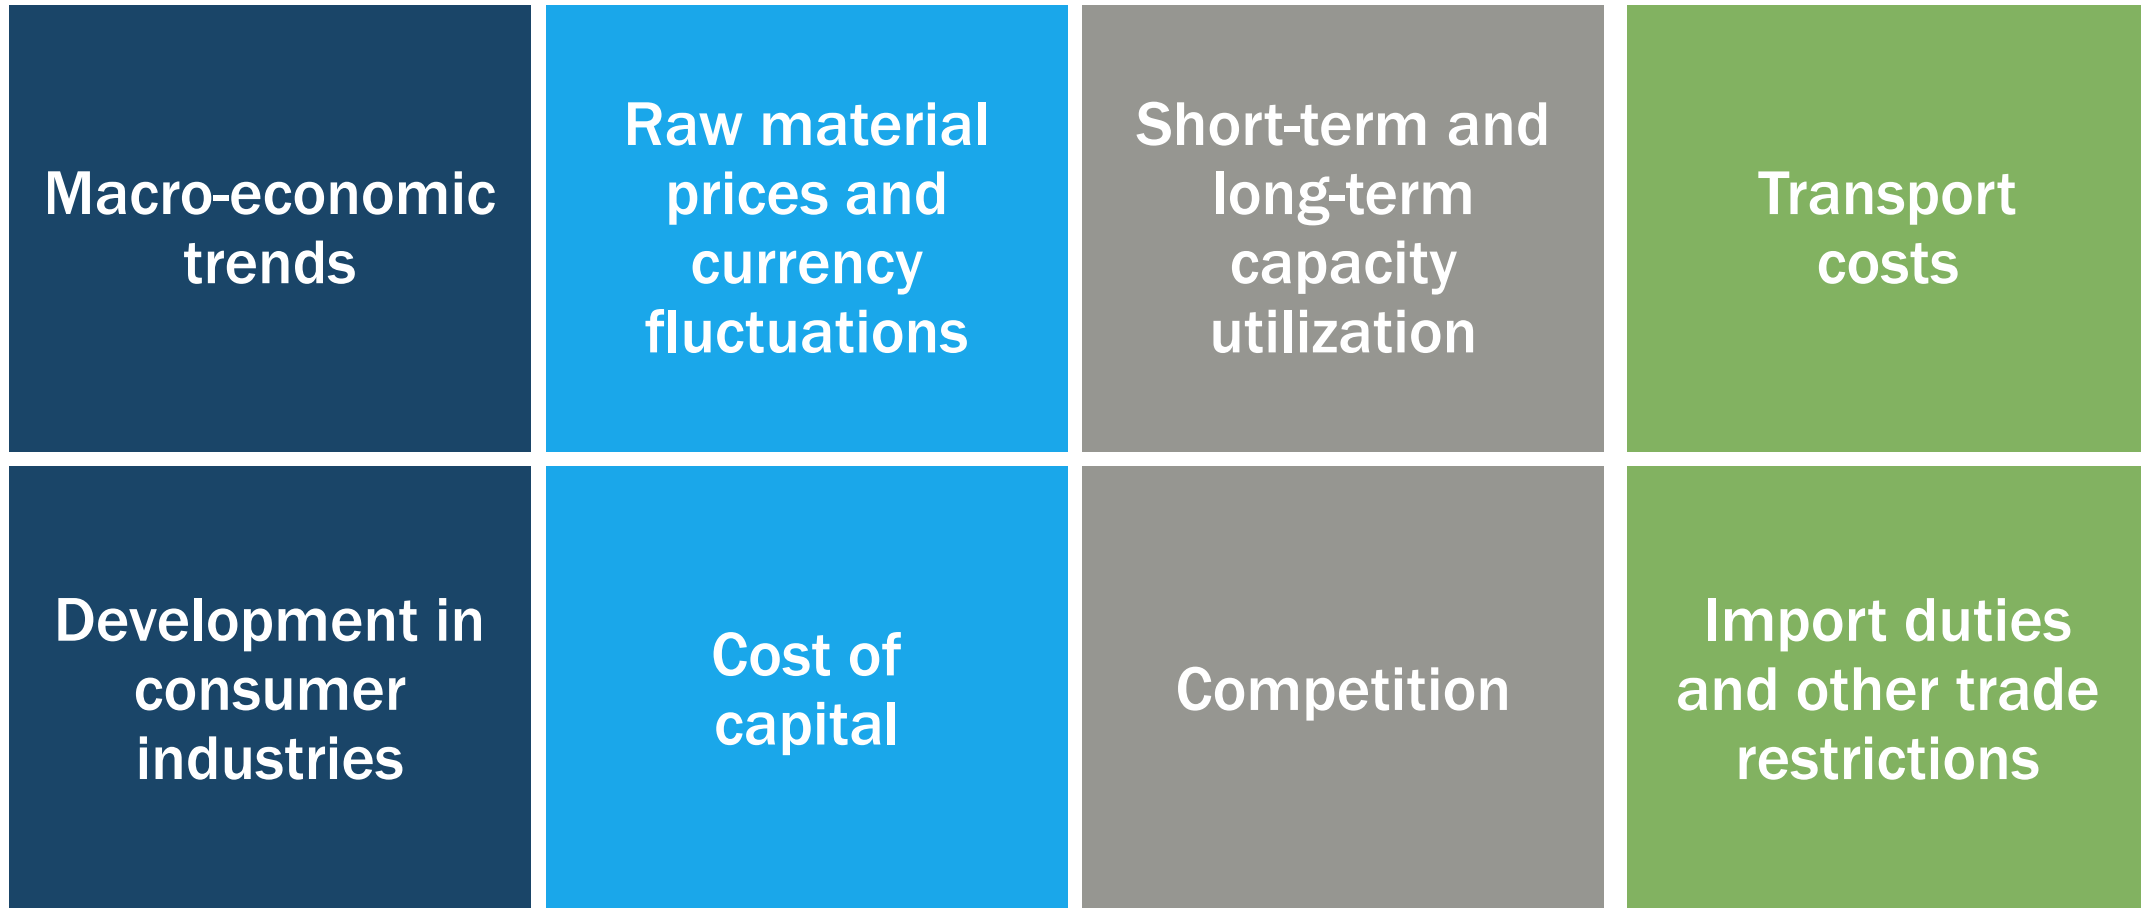 Macro-economic
trends
Raw material
prices and
currency
fluctuations
Short-term and
long-term
capacity
utilization
Transport
costs
Development in
consumer
industries
Cost of
capital
Competition
Import duties
and other trade
restrictions